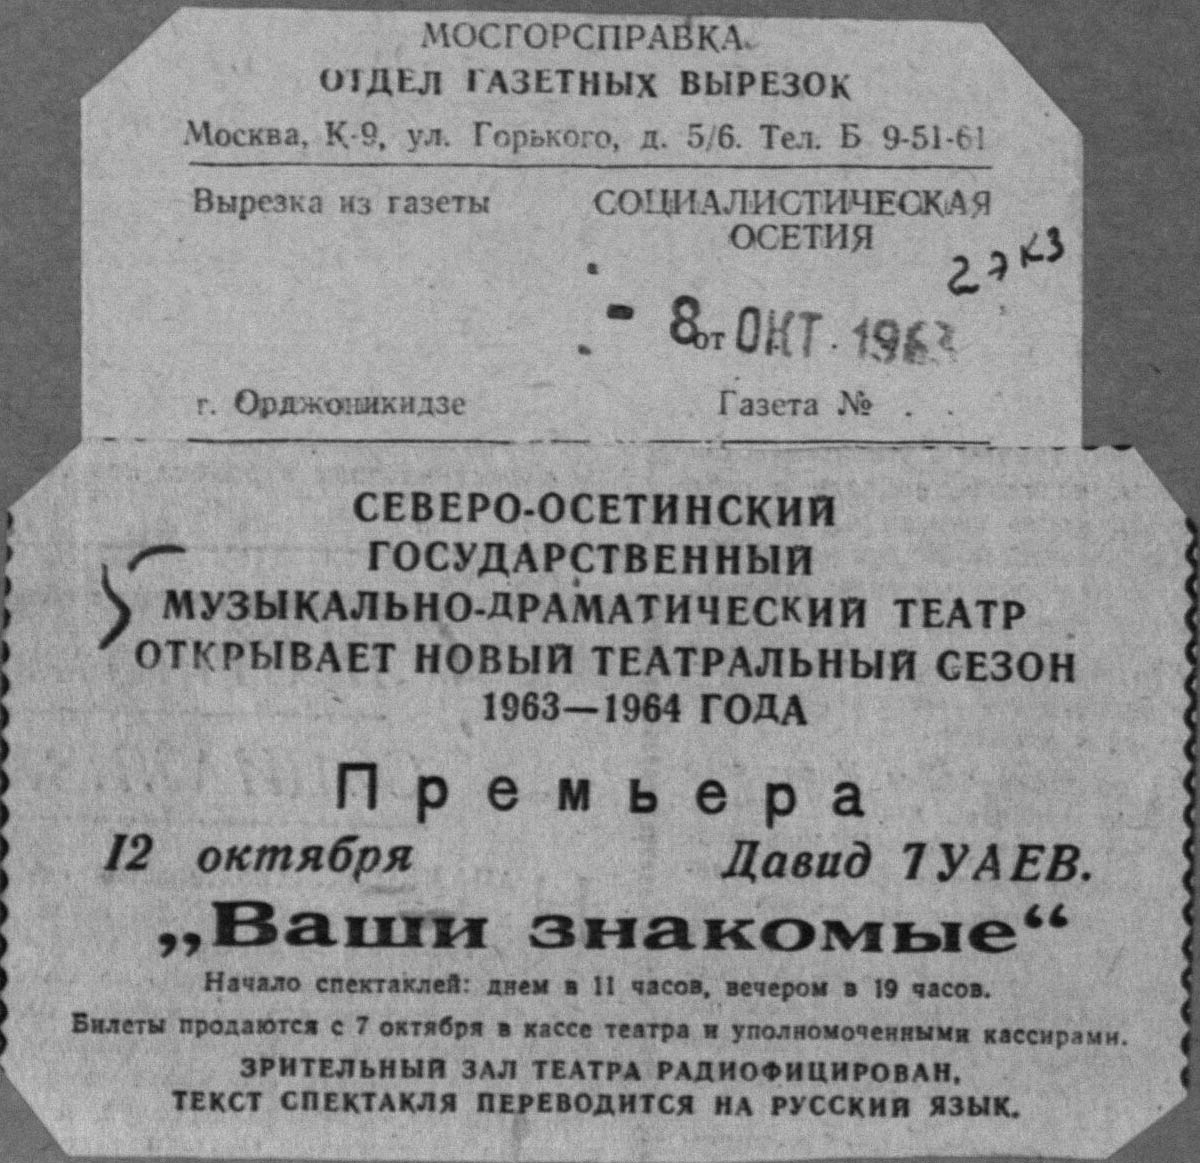 МОСГОРСПРАВКА
ОТДЕЛ ГАЗЕТНЫХ ВЫРЕЗОК
Москва, К-9, ул. Горького, д. 5/6. Тел. Б 9-51-61
Вырезка из газеты СОЦИАЛИСТИЧЕСКАЯ
ОСЕТИЯ
27 КЗ
- 8 от ОКТ. 1963
г. Орджоникидзе Газета № . .
СЕВЕРО-ОСЕТИНСКИЙ
ГОСУДАРСТВЕННЫЙ
МУЗЫКАЛЬНО-ДРАМАТИЧЕСКИЙ ТЕАТР
ОТКРЫВАЕТ НОВЫЙ ТЕАТРАЛЬНЫЙ СЕЗОН
1963—1964 ГОДА
Премьера
12 октября Давид ТУАЕВ.
„Ваши знакомые“
Начало спектаклей: днем в 11 часов, вечером в 19 часов.
Билеты продаются с 7 октября в кассе театра и уполномоченными кассирами.
ЗРИТЕЛЬНЫЙ ЗАЛ ТЕАТРА РАДИОФИЦИРОВАН.
ТЕКСТ СПЕКТАКЛЯ ПЕРЕВОДИТСЯ НА РУССКИЙ ЯЗЫК.